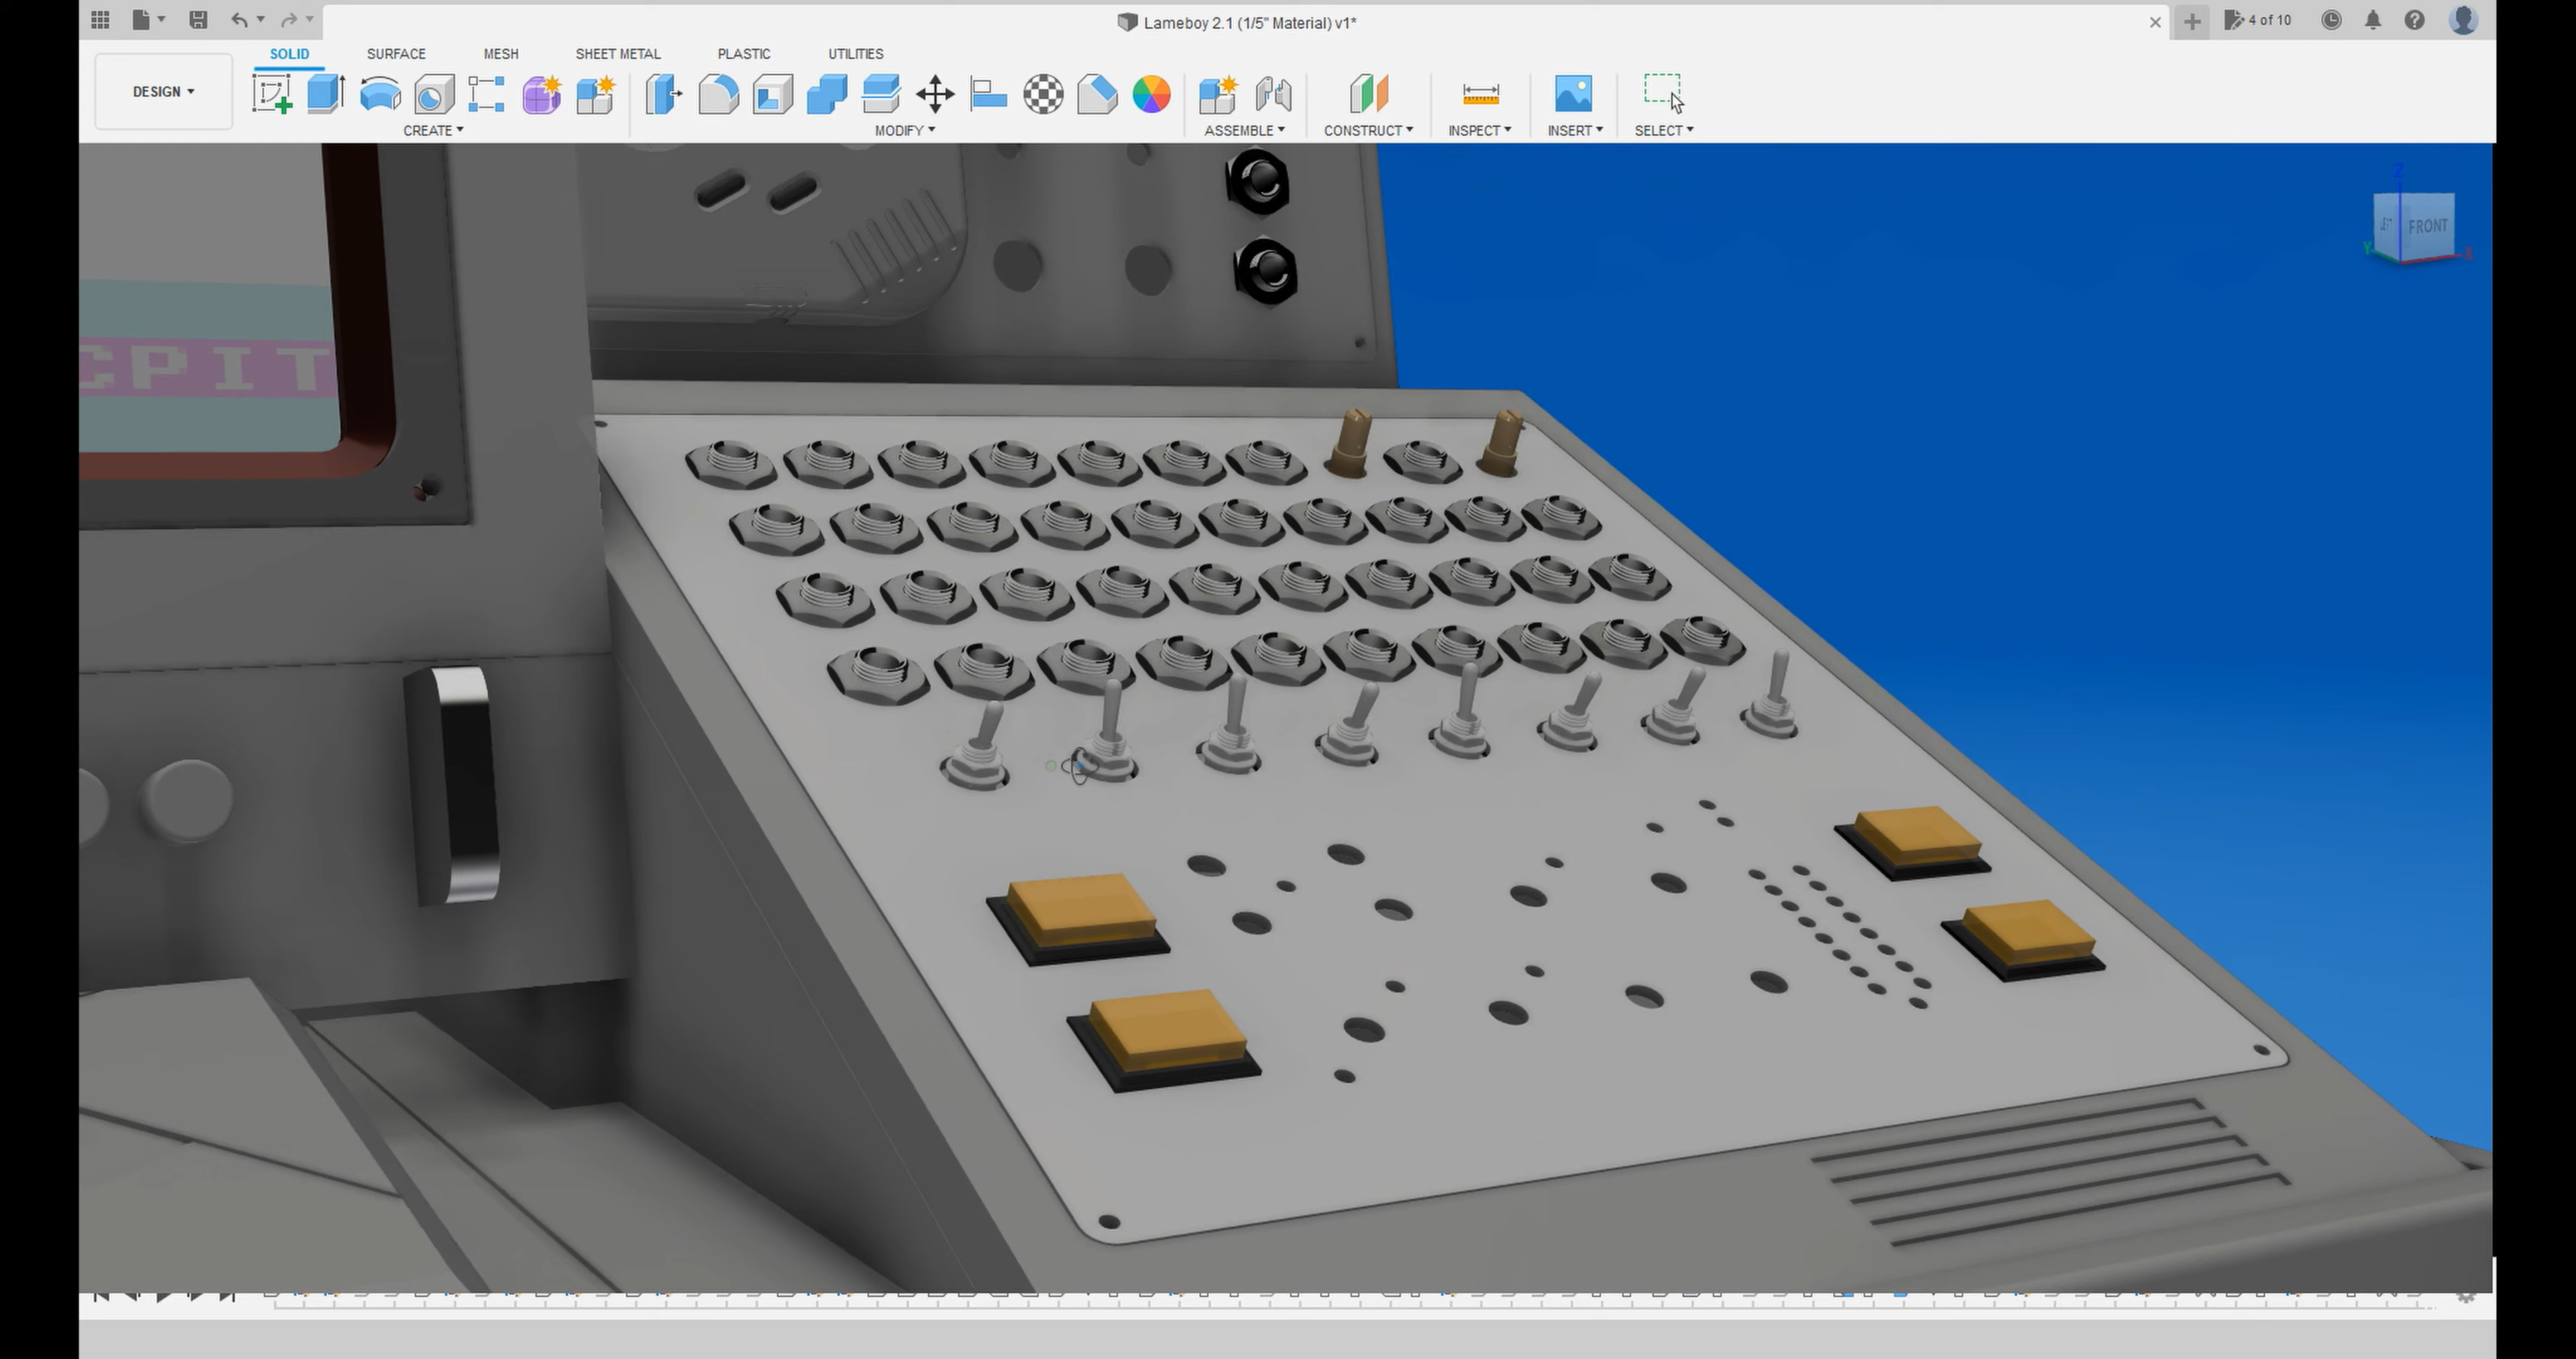 Lameboy 2.1 (1/5" Material) v1*
4 of 10
SOLID
SURFACE
MESH
SHEET METAL
PLASTIC
UTILITIES
DESIGN
CREATE
MODIFY
ASSEMBLE
CONSTRUCT
INSPECT
INSERT
SELECT
Z
FRONT
Y
X
CPIT